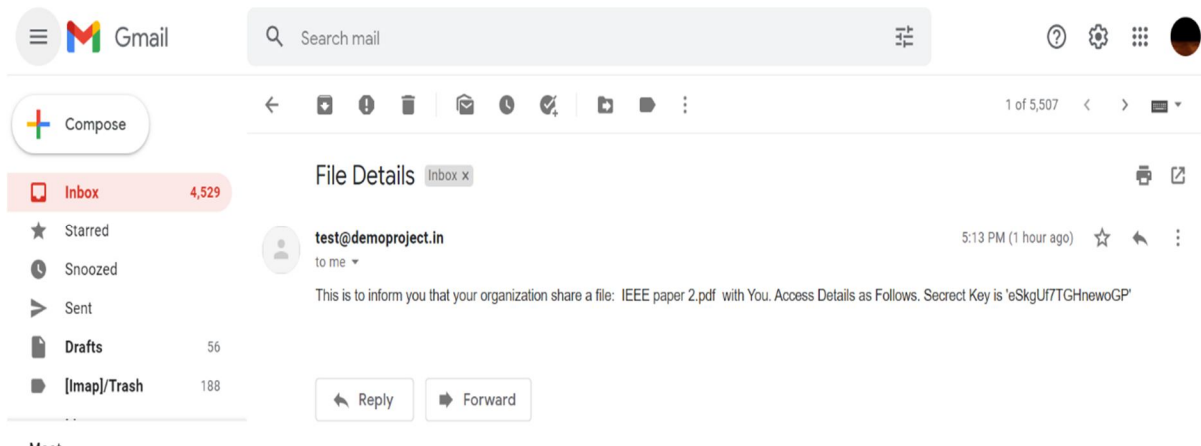 Gmail
Search mail
Compose
1 of 5,507
File Details Inbox x
Inbox 4,529
Starred
Snoozed
Sent
Drafts 56
[Imap]/Trash 188
test@demoproject.in 5:13 PM (1 hour ago)
to me
This is to inform you that your organization share a file: IEEE paper 2.pdf with You. Access Details as Follows. Secrect Key is 'eSkgUf7TGHnewoGP'
Reply Forward